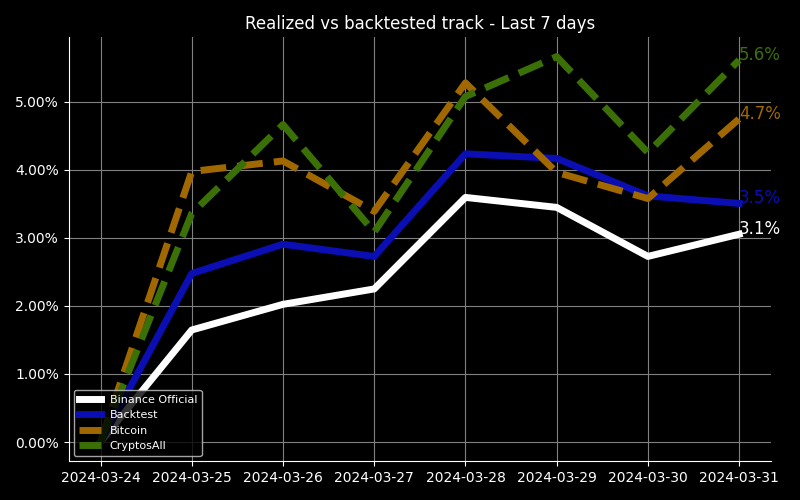 Realized vs backtested track - Last 7 days
5.6%
5.00%
4.7%
4.00%
3.5%
3.00%
3.1%
2.00%
1.00%
0.00%
Binance Official
Backtest
Bitcoin
CryptosAll
2024-03-24 2024-03-25 2024-03-26 2024-03-27 2024-03-28 2024-03-29 2024-03-30 2024-03-31